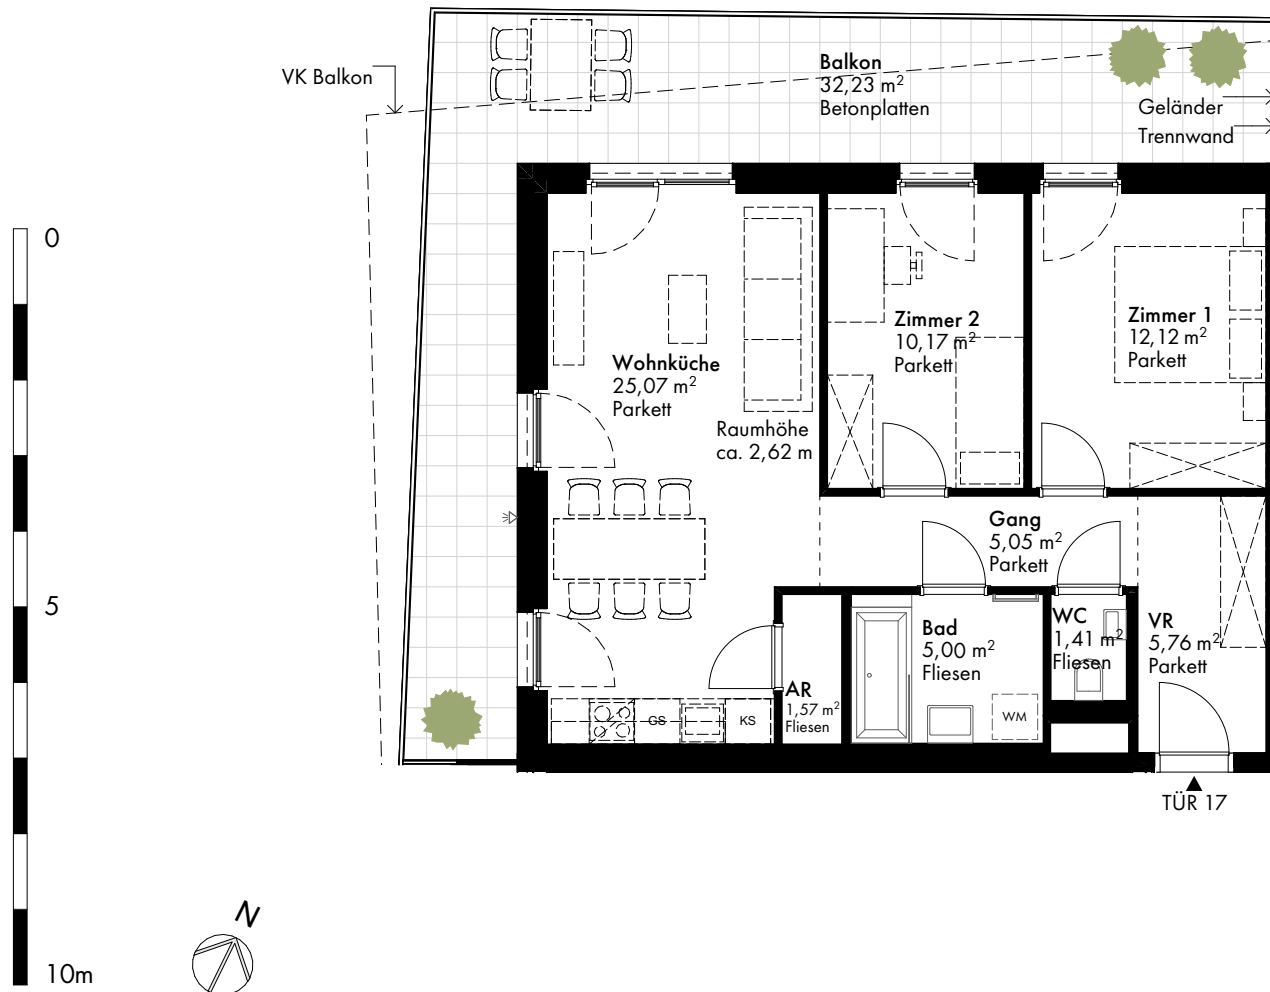 VK Balkon
Balkon
32,23 m²
Betonplatten
Geländer
Trennwand
0
5
10m
Wohnküche
25,07 m²
Parkett
Raumhöhe
ca. 2,62 m
Zimmer 2
10,17 m²
Parkett
Zimmer 1
12,12 m²
Parkett
Gang
5,05 m²
Parkett
Bad
5,00 m²
Fliesen
WC
1,41 m²
Fliesen
VR
5,76 m²
Parkett
AR
1,57 m²
Fliesen
GS
KS
WM
TÜR 17
N